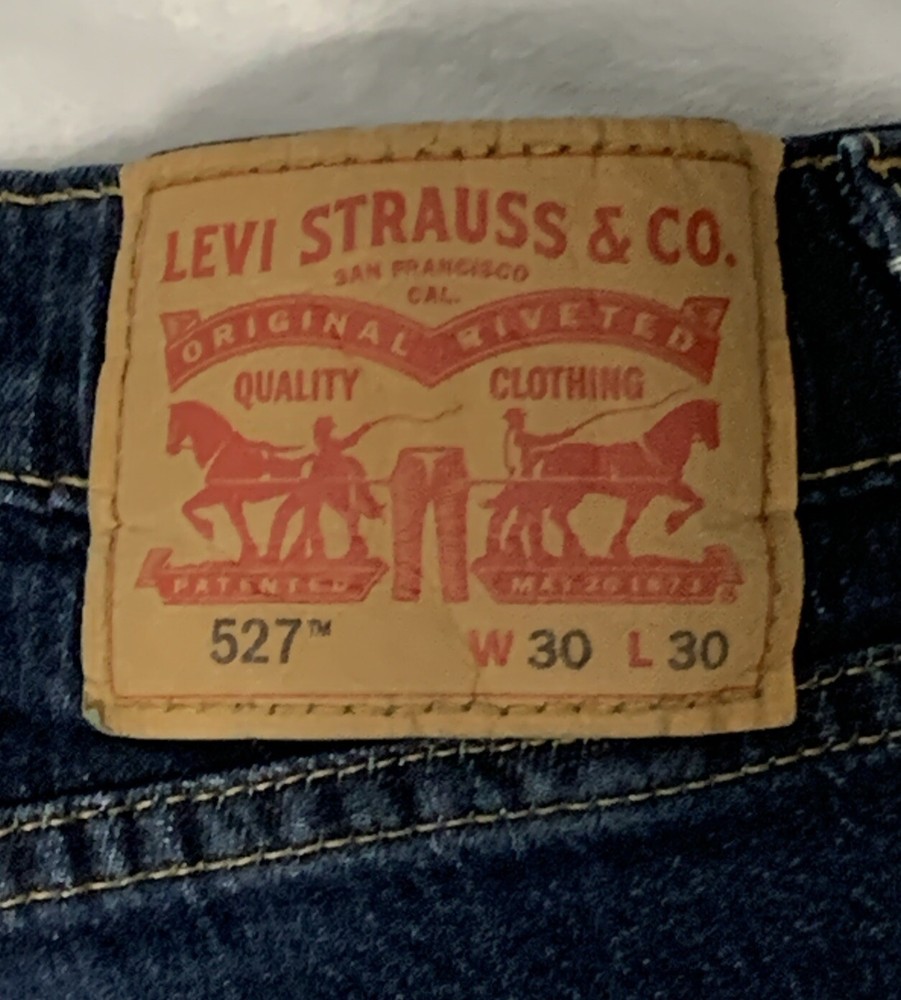 LEVI STRAUSS & CO.
SAN FRANCISCO
CAL.
ORIGINAL RIVETED
QUALITY CLOTHING
PATENTED MAY 20 1873
527™ W 30 L 30